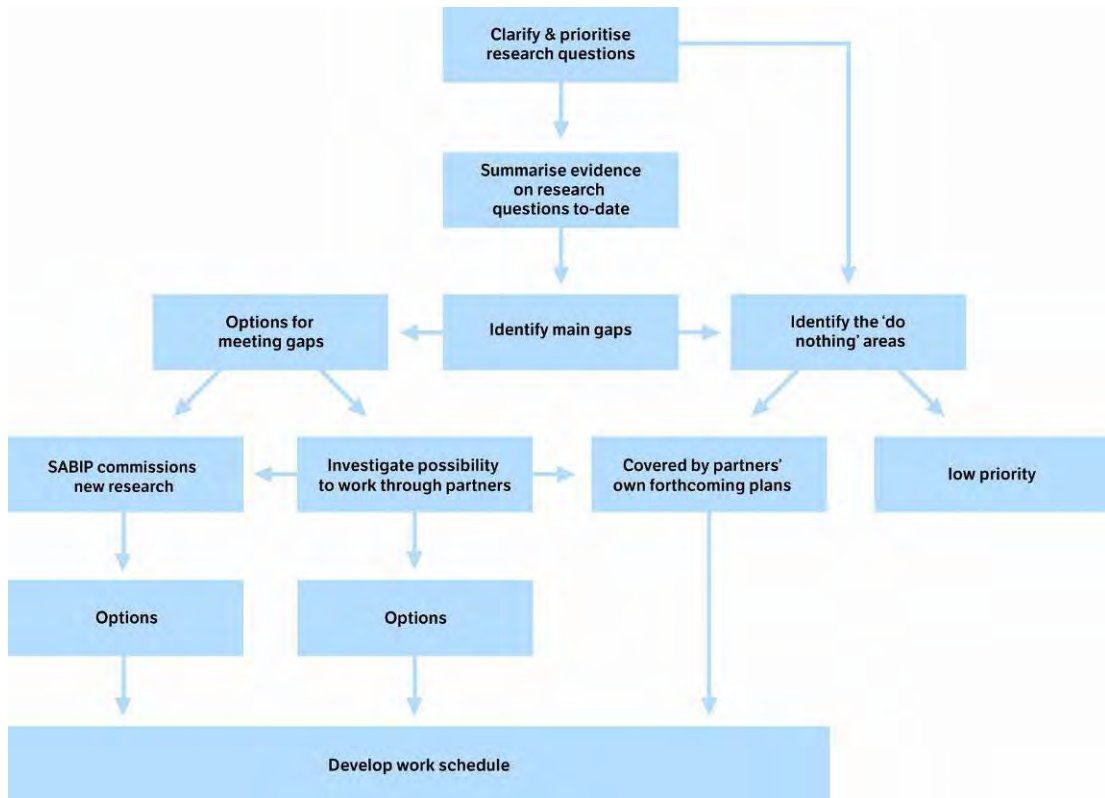 Clarify & prioritise
research questions
Summarise evidence
on research
questions to-date
Options for
meeting gaps
Identify main gaps
Identify the ‘do
nothing’ areas
SABIP commissions
new research
Investigate possibility
to work through partners
Covered by partners’
own forthcoming plans
low priority
Options
Options
Develop work schedule